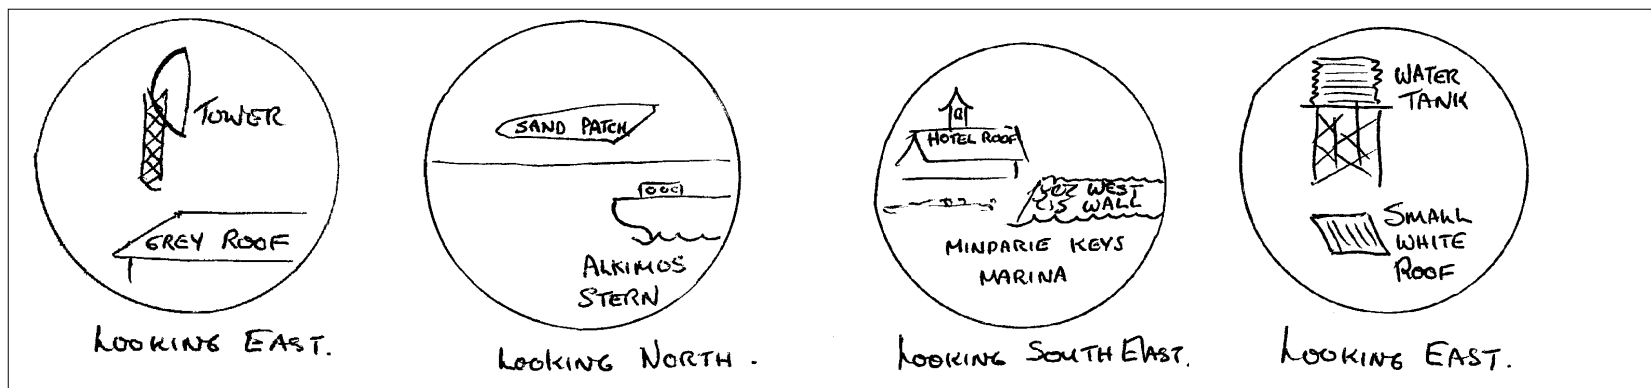 TOWER
GREY ROOF
LOOKING EAST.
SAND PATCH
ALKIMOS
STERN
LOOKING NORTH.
HOTEL ROOF
WEST
WALL
MINDARIE KEYS
MARINA
LOOKING SOUTH EAST.
WATER
TANK
SMALL
WHITE
ROOF
LOOKING EAST.